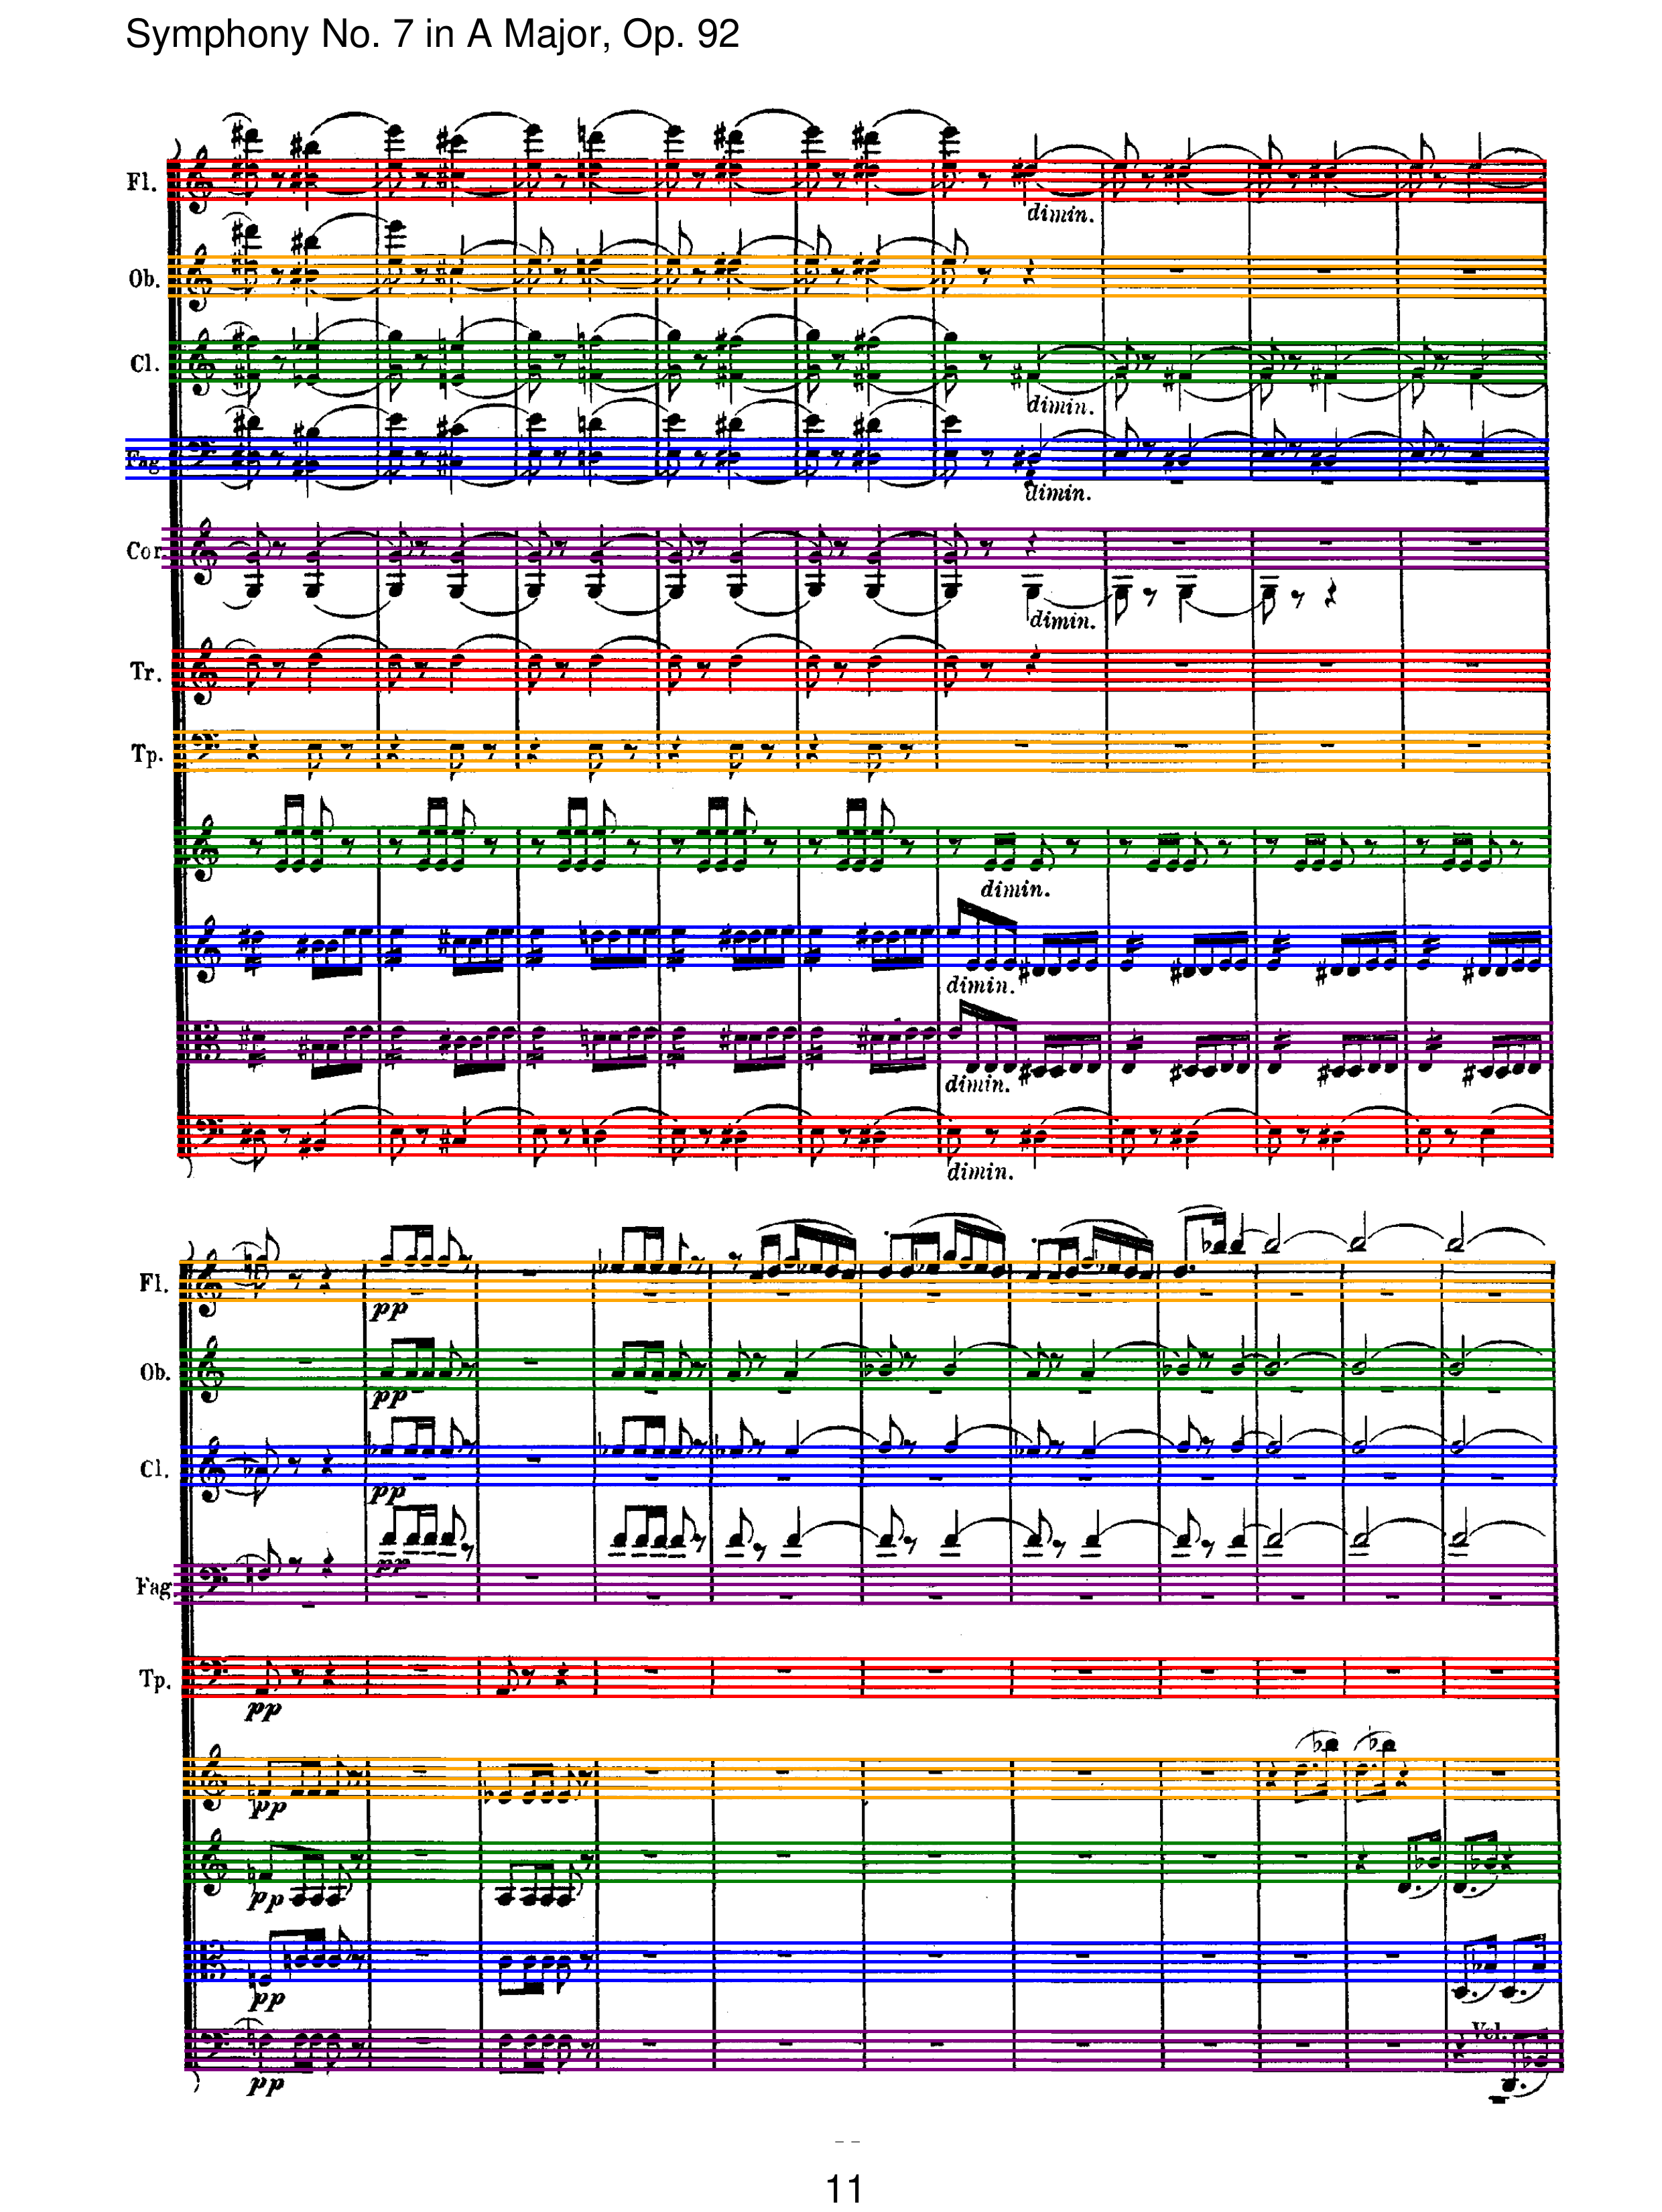 Symphony No. 7 in A Major, Op. 92
Fl.
dimin.
Ob.
Cl.
dimin.
Fag
dimin.
Cor.
dimin.
Tr.
Tp.
dimin.
dimin.
dimin.
dimin.
Fl.
pp
Ob.
pp
Cl.
pp
pp
Fag
Tp.
pp
pp
pp
pp
Vcl.
pp
11